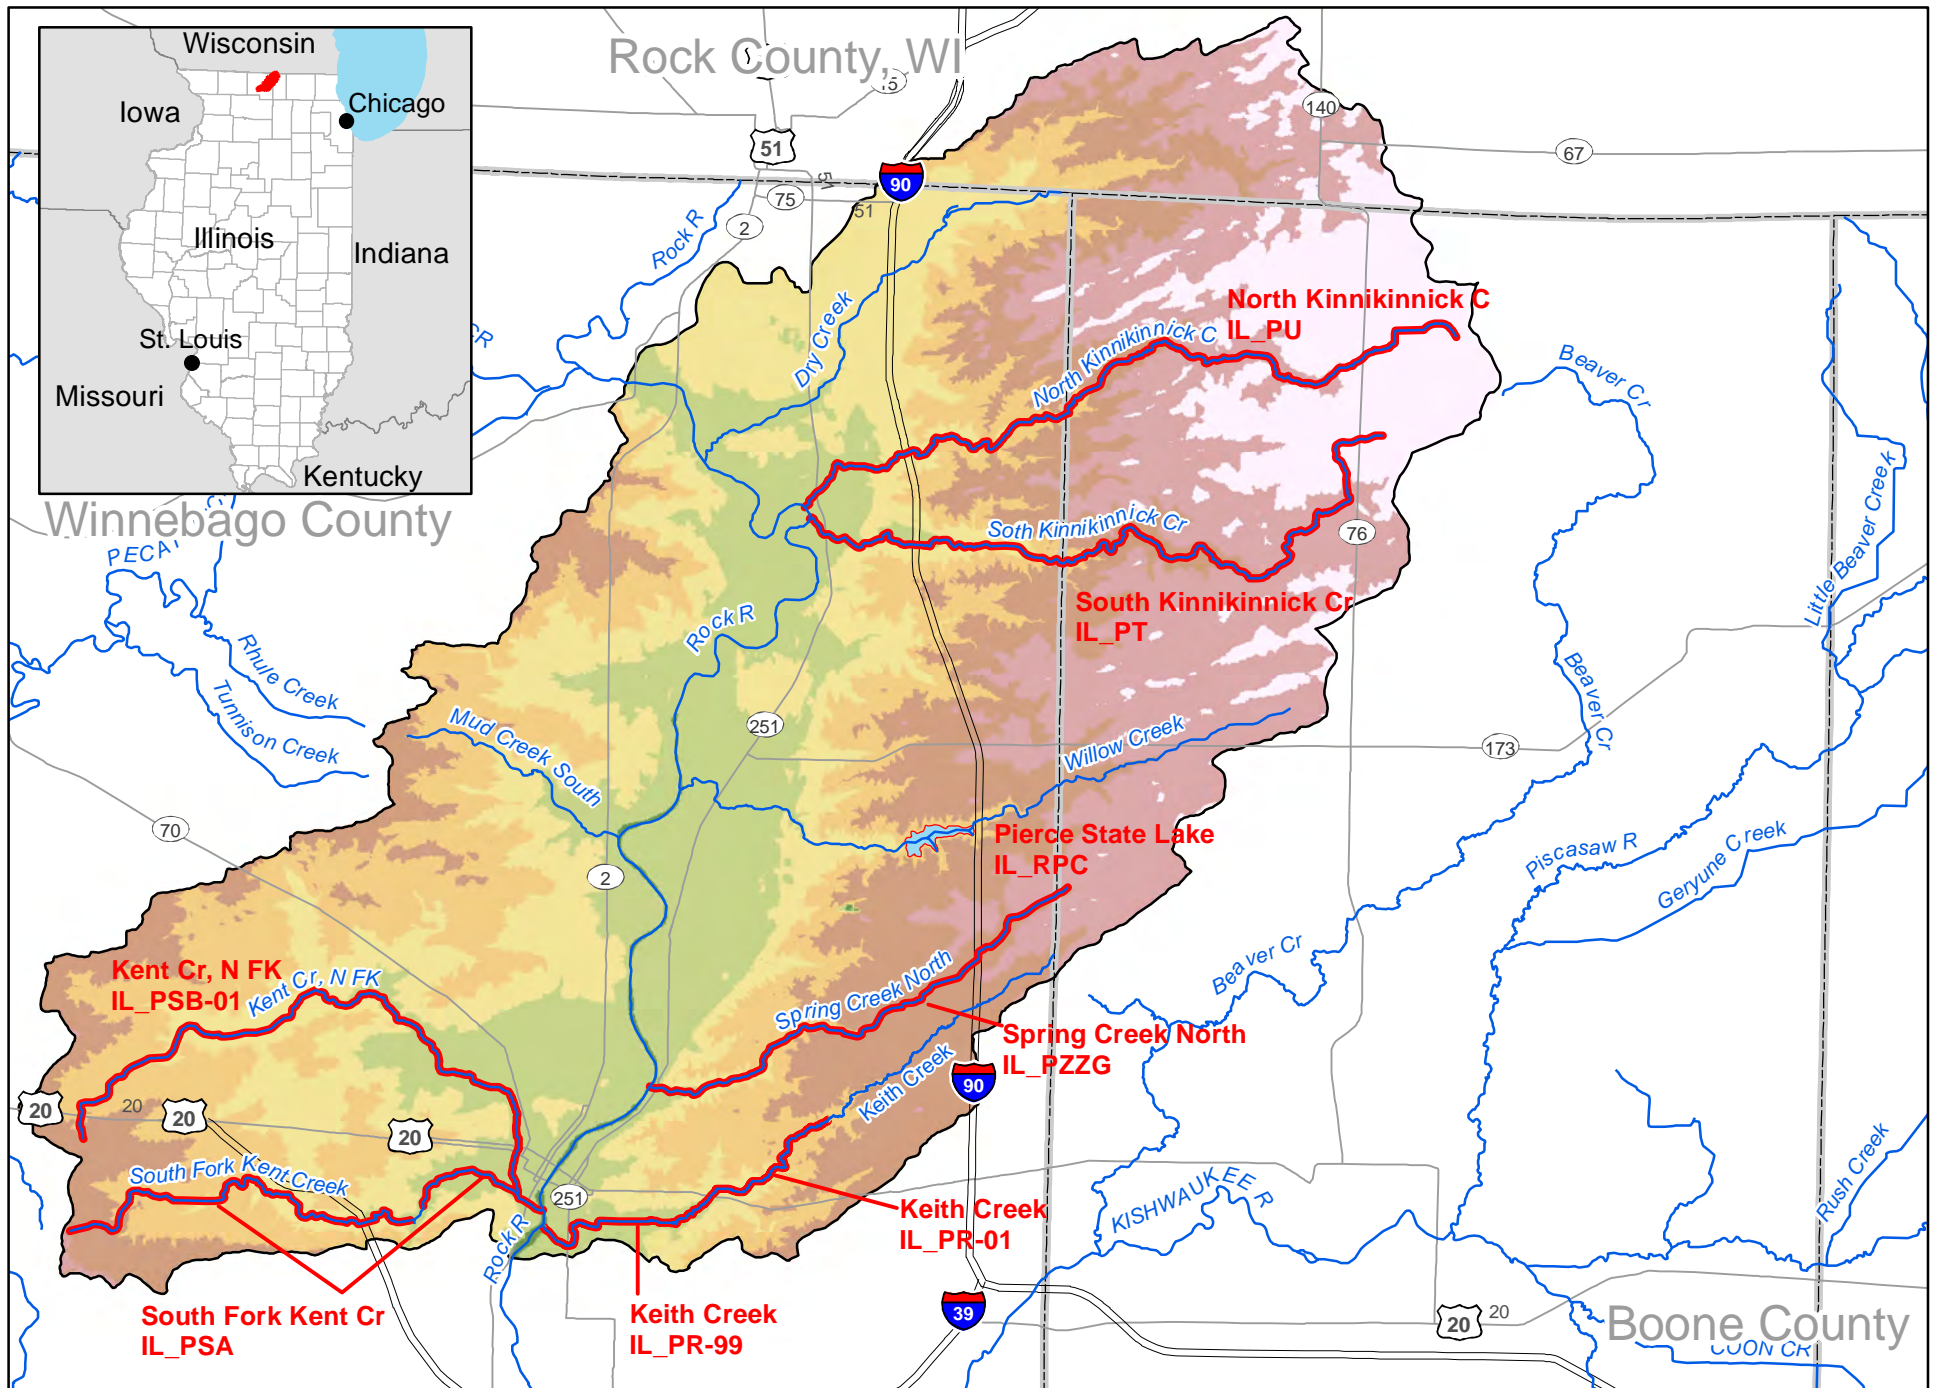 Wisconsin
Iowa
Chicago
Illinois
Indiana
St. Louis
Missouri
Kentucky
Rock County, WI
Winnebago County
Boone County
15
51
51
51
90
75
2
140
67
Rock R
CR
Dry Creek
North Kinnikinnick C
IL_PU
North Kinnikinnick C
Beaver Cr
Soth Kinnikinnick Cr
South Kinnikinnick Cr
IL_PT
76
Little Beaver Creek
Rhule Creek
Tunnison Creek
Rock R
Mud Creek South
251
Willow Creek
173
Beaver Cr
70
2
Pierce State Lake
IL_RPC
Piscasaw R
Geryune Creek
Kent Cr, N FK
IL_PSB-01
Kent Cr, N FK
Spring Creek North
Beaver Cr
Spring Creek North
IL_PZZG
Keith Creek
90
20
20
20
20
South Fork Kent Creek
251
Keith Creek
IL_PR-01
KISHWAUKEE R
Rush Creek
Rock R
South Fork Kent Cr
IL_PSA
Keith Creek
IL_PR-99
39
20
20
COON CR